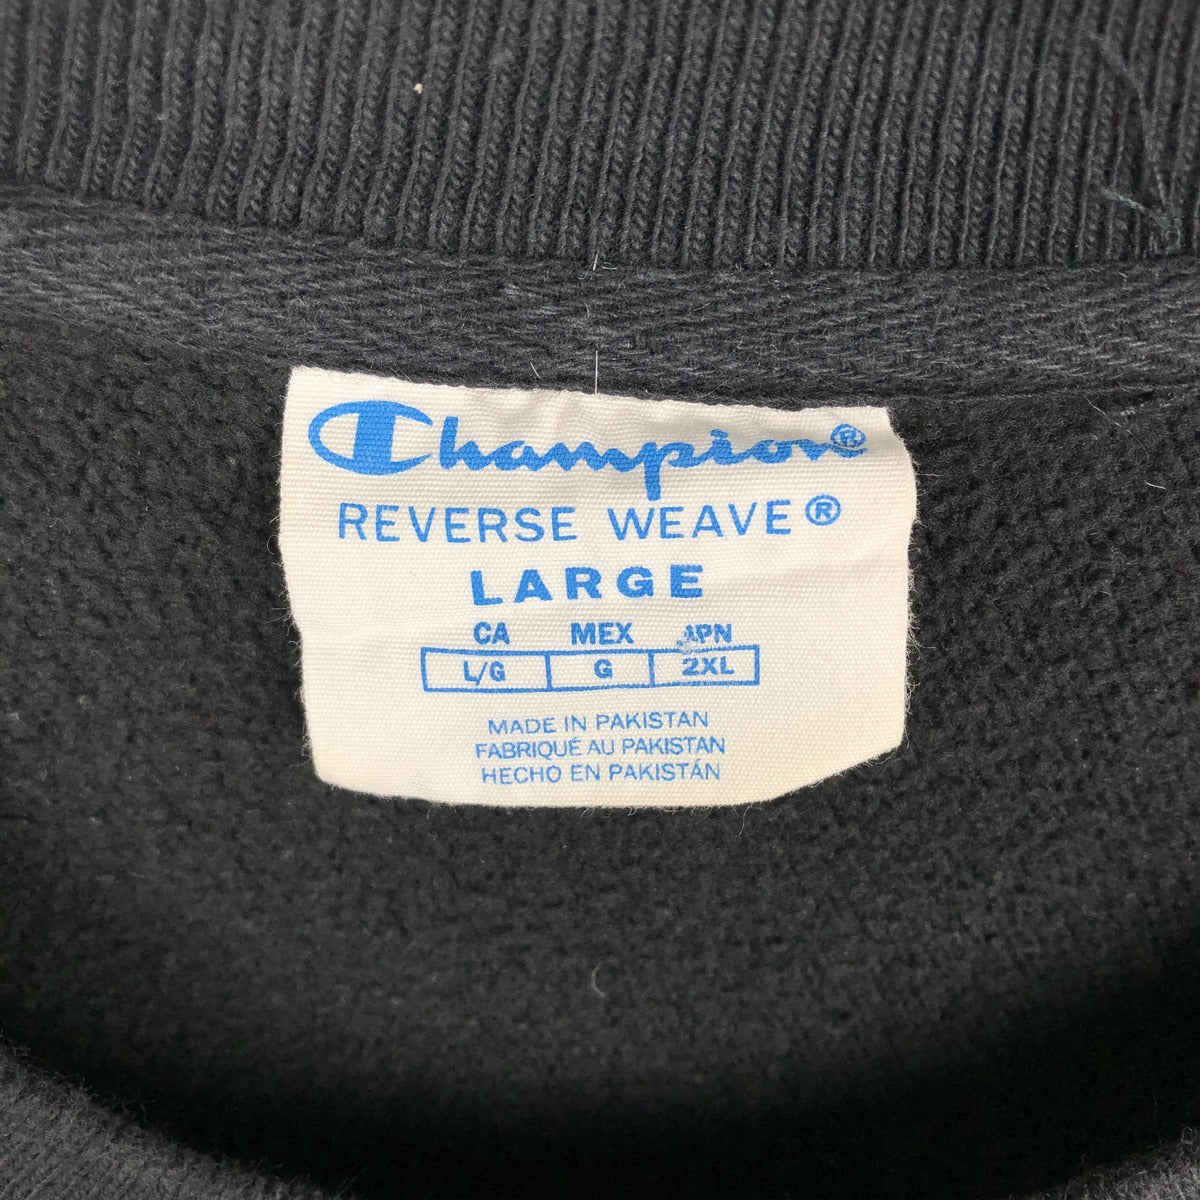 Champion®
REVERSE WEAVE®
LARGE
CA MEX JPN
L/G G 2XL
MADE IN PAKISTAN
FABRIQUÉ AU PAKISTAN
HECHO EN PAKISTÁN